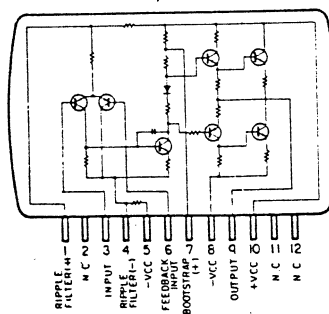 1 RIPPLE FILTER(+)
2 N C
3 INPUT
4 RIPPLE FILTER(-)
5 -VCC
6 FEEDBACK INPUT
7 BOOTSTRAP (+)
8 -VCC
9 OUTPUT
10 +VCC
11 N.C
12 N C